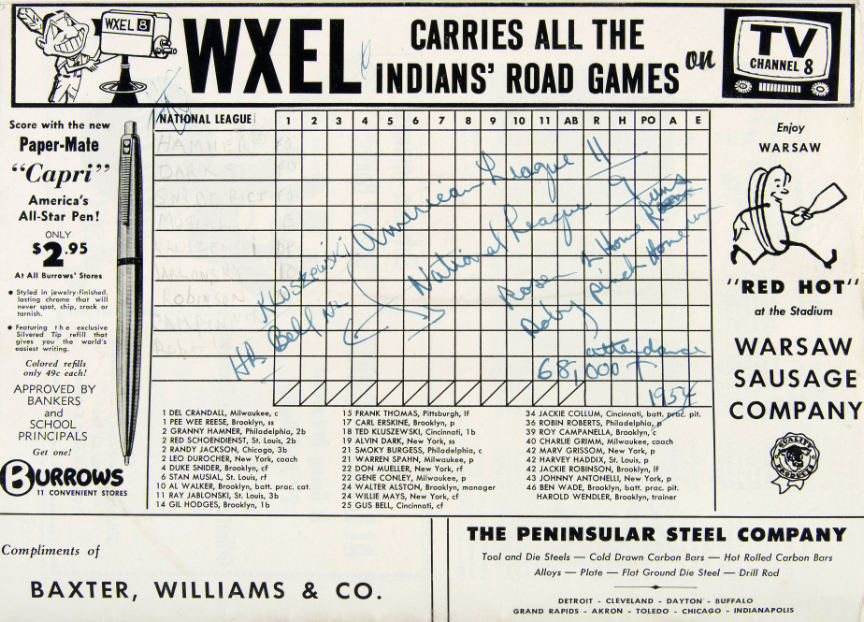 WXEL 8
WXEL
CARRIES ALL THE
INDIANS' ROAD GAMES on
TV
CHANNEL 8
Score with the new
Paper-Mate
"Capri"
America's
All-Star Pen!
ONLY
$2.95
At All Burrows' Stores
• Styled in jewelry-finished, lasting chrome that will never spot, chip, crack or tarnish.
• Featuring the exclusive Silvered Tip refill that gives you the world's easiest writing.
Colored refills
only 49c each!
APPROVED BY
BANKERS
and
SCHOOL
PRINCIPALS
Get one!
BURROWS
11 CONVENIENT STORES
NATIONAL LEAGUE 1 2 3 4 5 6 7 8 9 10 11 AB R H PO A E
HAMNER
DARK SS
SNIDER
MUSIAL
JABLONSKI
Robinson
American League 11
National League 9
Kluszewski
HR Bell NL
Rosen 2 Home Runs
Doby pinch Homerun
attendance
68,000
1954
1 DEL CRANDALL, Milwaukee, c
1 PEE WEE REESE, Brooklyn, ss
2 GRANNY HAMNER, Philadelphia, 2b
2 RED SCHOENDIENST, St. Louis, 2b
2 RANDY JACKSON, Chicago, 3b
2 LEO DUROCHER, New York, coach
4 DUKE SNIDER, Brooklyn, cf
6 STAN MUSIAL, St. Louis, rf
10 AL WALKER, Brooklyn, batt. prac. cat.
11 RAY JABLONSKI, St. Louis, 3b
14 GIL HODGES, Brooklyn, 1b
15 FRANK THOMAS, Pittsburgh, lf
17 CARL ERSKINE, Brooklyn, p
18 TED KLUSZEWSKI, Cincinnati, 1b
19 ALVIN DARK, New York, ss
21 SMOKY BURGESS, Philadelphia, c
21 WARREN SPAHN, Milwaukee, p
22 DON MUELLER, New York, rf
22 GENE CONLEY, Milwaukee, p
24 WALTER ALSTON, Brooklyn, manager
24 WILLIE MAYS, New York, cf
25 GUS BELL, Cincinnati, cf
34 JACKIE COLLUM, Cincinnati, batt. prac. pit.
36 ROBIN ROBERTS, Philadelphia, p
39 ROY CAMPANELLA, Brooklyn, c
40 CHARLIE GRIMM, Milwaukee, coach
42 MARV GRISSOM, New York, p
42 HARVEY HADDIX, St. Louis, p
42 JACKIE ROBINSON, Brooklyn, lf
43 JOHNNY ANTONELLI, New York, p
46 BEN WADE, Brooklyn, batt. prac. pit.
HAROLD WENDLER, Brooklyn, trainer
Enjoy
WARSAW
"RED HOT"
at the Stadium
WARSAW
SAUSAGE
COMPANY
QUALITY
Compliments of
BAXTER, WILLIAMS & CO.
THE PENINSULAR STEEL COMPANY
Tool and Die Steels — Cold Drawn Carbon Bars — Hot Rolled Carbon Bars
Alloys — Plate — Flat Ground Die Steel — Drill Rod
DETROIT - CLEVELAND - DAYTON - BUFFALO
GRAND RAPIDS - AKRON - TOLEDO - CHICAGO - INDIANAPOLIS